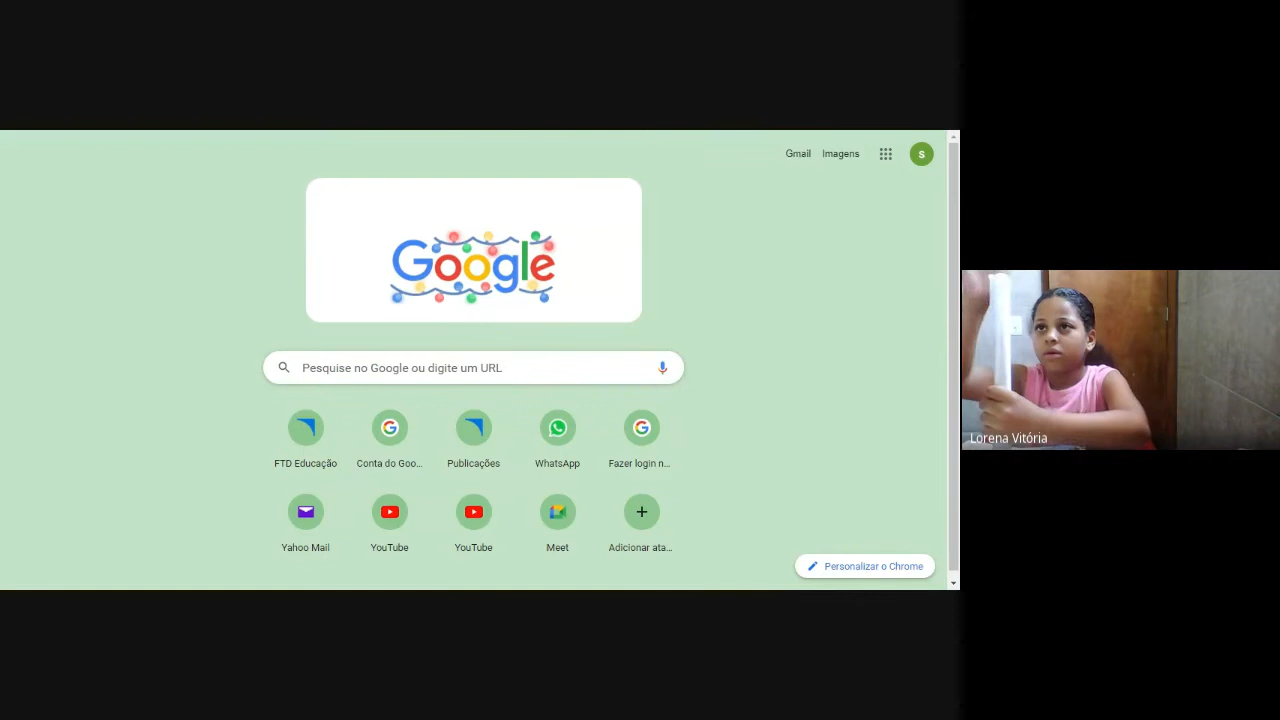 Gmail Imagens
S
Google
Pesquise no Google ou digite um URL
FTD Educação Conta do Goo... Publicações WhatsApp Fazer login n...
Yahoo Mail YouTube YouTube Meet Adicionar ata...
Personalizar o Chrome
Lorena Vitória